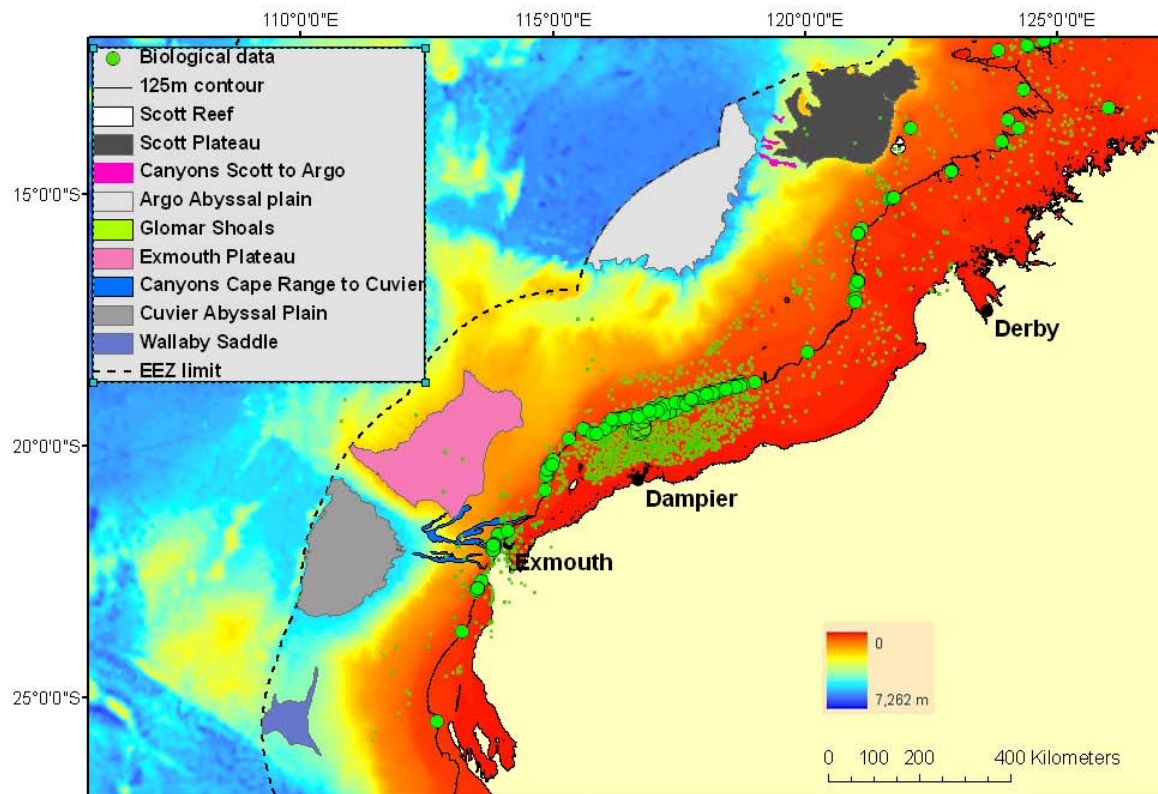 110°0'0"E
115°0'0"E
120°0'0"E
125°0'0"E
Biological data
125m contour
Scott Reef
Scott Plateau
Canyons Scott to Argo
Argo Abyssal plain
Glomar Shoals
Exmouth Plateau
Canyons Cape Range to Cuvier
Cuvier Abyssal Plain
Wallaby Saddle
EEZ limit
15°0'0"S
Derby
20°0'0"S
Dampier
Exmouth
0
7,262 m
25°0'0"S
0 100 200 400 Kilometers